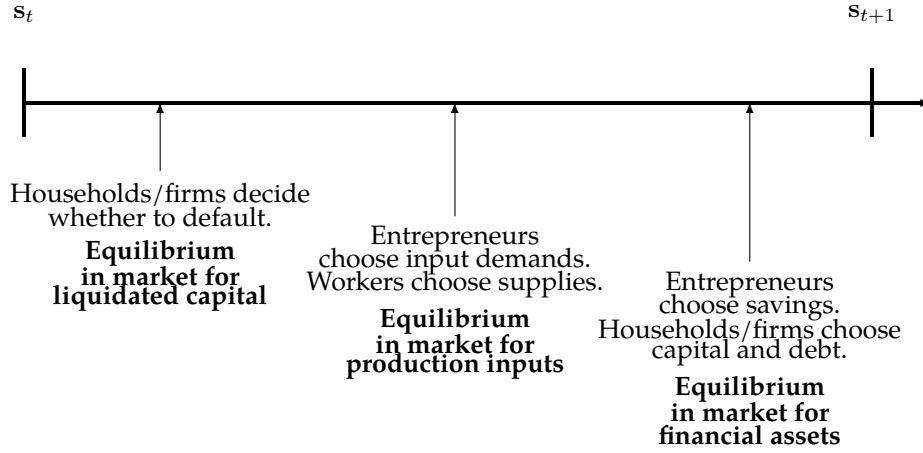 s_t
s_{t+1}
Households/firms decide
whether to default.
Equilibrium
in market for
liquidated capital
Entrepreneurs
choose input demands.
Workers choose supplies.
Equilibrium
in market for
production inputs
Entrepreneurs
choose savings.
Households/firms choose
capital and debt.
Equilibrium
in market for
financial assets